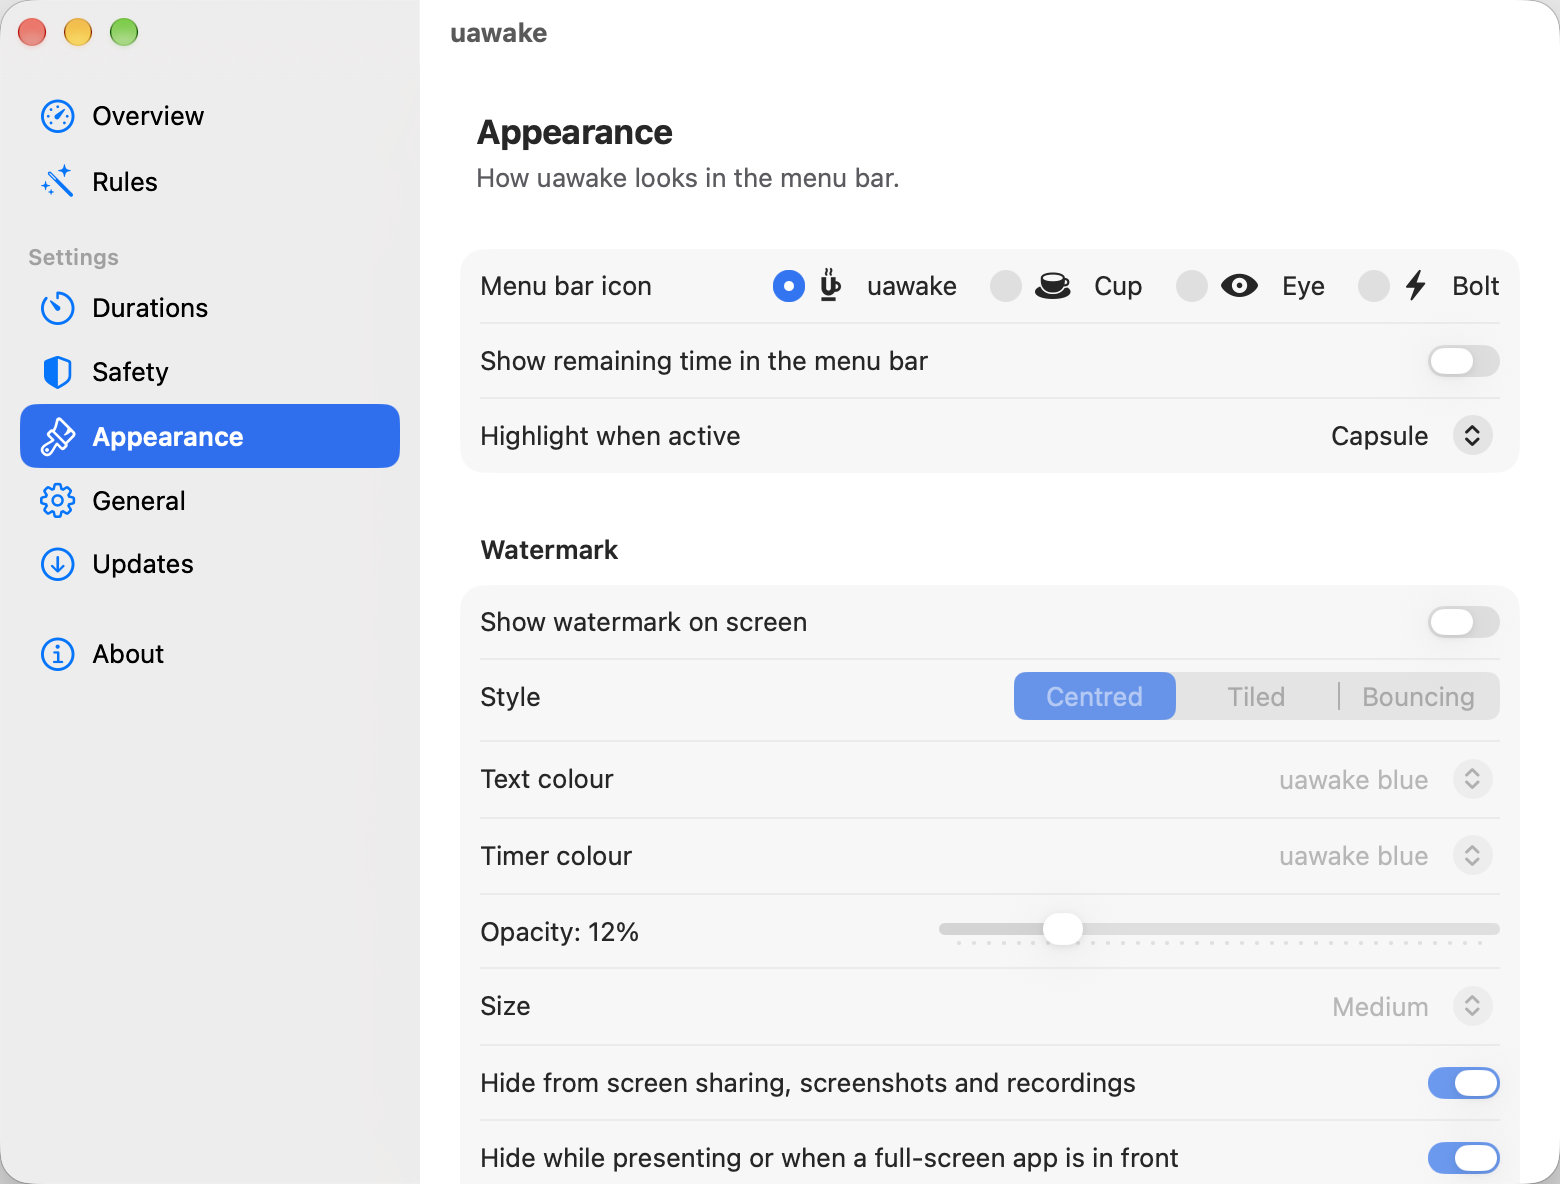 uawake
Overview
Rules
Settings
Durations
Safety
Appearance
General
Updates
About
Appearance
How uawake looks in the menu bar.
Menu bar icon uawake Cup Eye Bolt
Show remaining time in the menu bar
Highlight when active Capsule
Watermark
Show watermark on screen
Style Centred Tiled Bouncing
Text colour uawake blue
Timer colour uawake blue
Opacity: 12%
Size Medium
Hide from screen sharing, screenshots and recordings
Hide while presenting or when a full-screen app is in front